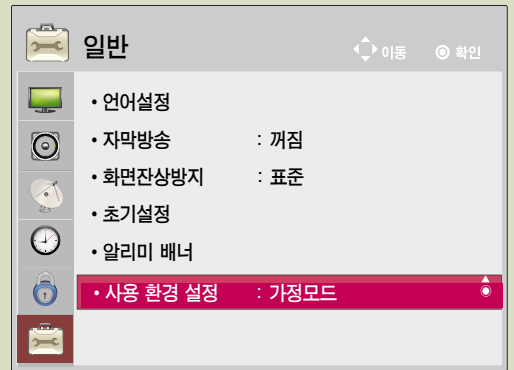 일반 이동 확인
• 언어설정
• 자막방송 : 꺼짐
• 화면잔상방지 : 표준
• 초기설정
• 알리미 배너
• 사용 환경 설정 : 가정모드